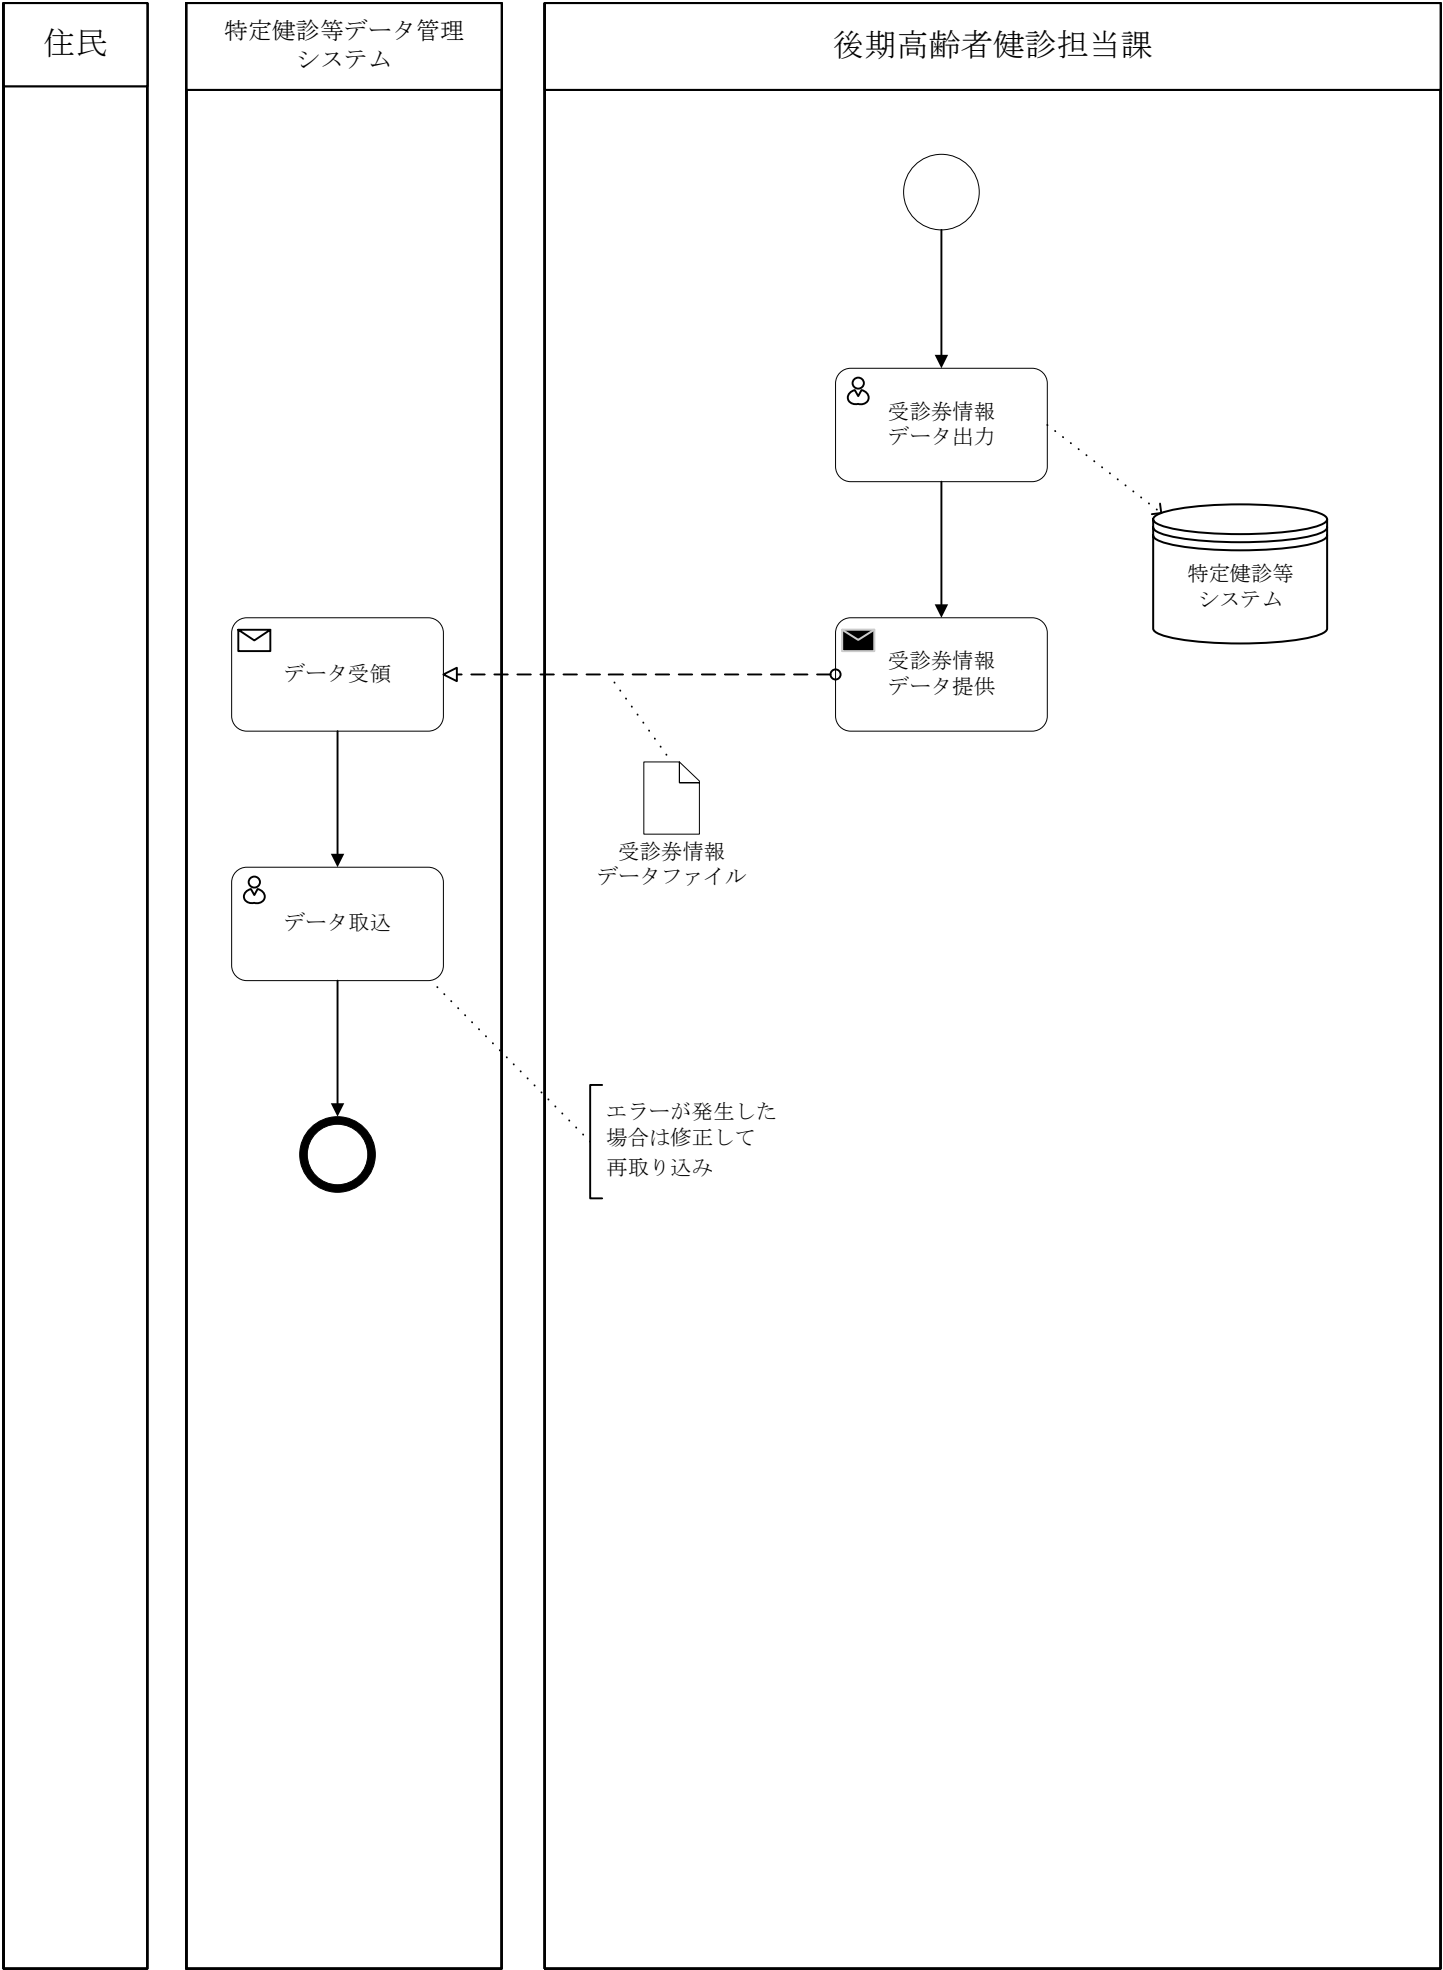 住民
特定健診等データ管理
システム
後期高齢者健診担当課
受診券情報
データ出力
特定健診等
システム
データ受領
受診券情報
データ提供
受診券情報
データファイル
データ取込
エラーが発生した
場合は修正して
再取り込み